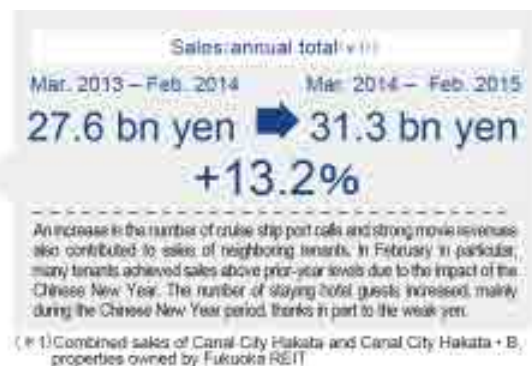 Sales: annual total (※1)
Mar. 2013 – Feb. 2014 Mar. 2014 – Feb. 2015
27.6 bn yen 31.3 bn yen
+13.2%
An increase in the number of cruise ship port calls and strong movie revenues
also contributed to sales of neighboring tenants. In February in particular,
many tenants achieved sales above prior-year levels due to the impact of the
Chinese New Year. The number of staying hotel guests increased, mainly
during the Chinese New Year period, thanks in part to the weak yen.
(※1) Combined sales of Canal City Hakata and Canal City Hakata・B,
properties owned by Fukuoka REIT